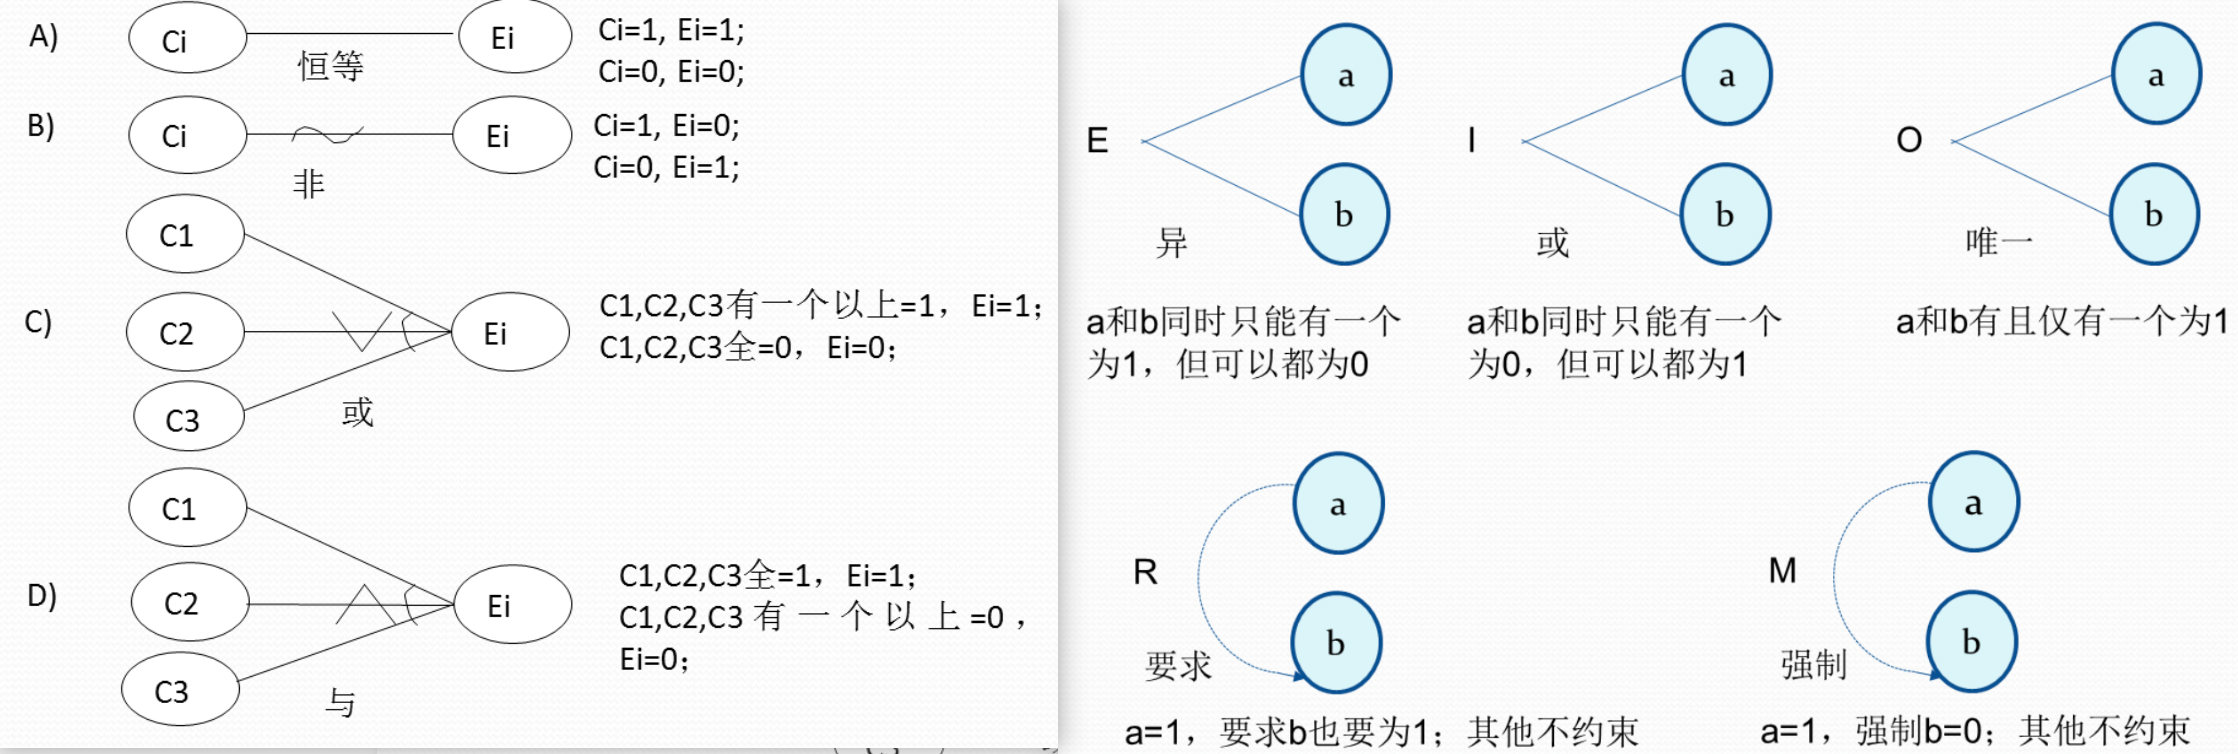 A)
Ci
Ei
恒等
Ci=1, Ei=1;
Ci=0, Ei=0;
B)
Ci
Ei
非
Ci=1, Ei=0;
Ci=0, Ei=1;
C)
C1
C2
C3
Ei
或
C1,C2,C3有一个以上=1，Ei=1；
C1,C2,C3全=0，Ei=0；
D)
C1
C2
C3
Ei
与
C1,C2,C3全=1，Ei=1；
C1,C2,C3有一个以上=0，
Ei=0；
E
a
b
异
a和b同时只能有一个
为1，但可以都为0
I
a
b
或
a和b同时只能有一个
为0，但可以都为1
O
a
b
唯一
a和b有且仅有一个为1
R
a
b
要求
a=1，要求b也要为1；其他不约束
M
a
b
强制
a=1，强制b=0；其他不约束